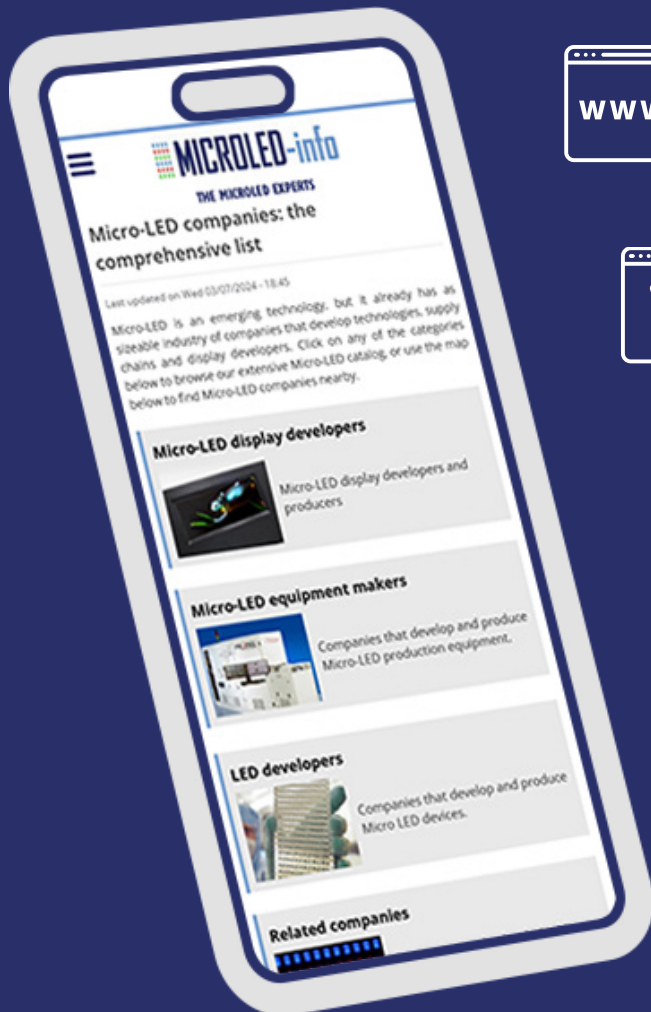 www
MICROLED-info
THE MICROLED EXPERTS
Micro-LED companies: the
comprehensive list
Last updated on Wed 03/07/2024 - 18:45
Micro-LED is an emerging technology, but it already has as
sizeable industry of companies that develop technologies, supply
chains and display developers. Click on any of the categories
below to browse our extensive Micro-LED catalog, or use the map
below to find Micro-LED companies nearby.
Micro-LED display developers
Micro-LED display developers and
producers
Micro-LED equipment makers
Companies that develop and produce
Micro-LED production equipment.
LED developers
Companies that develop and produce
Micro LED devices.
Related companies